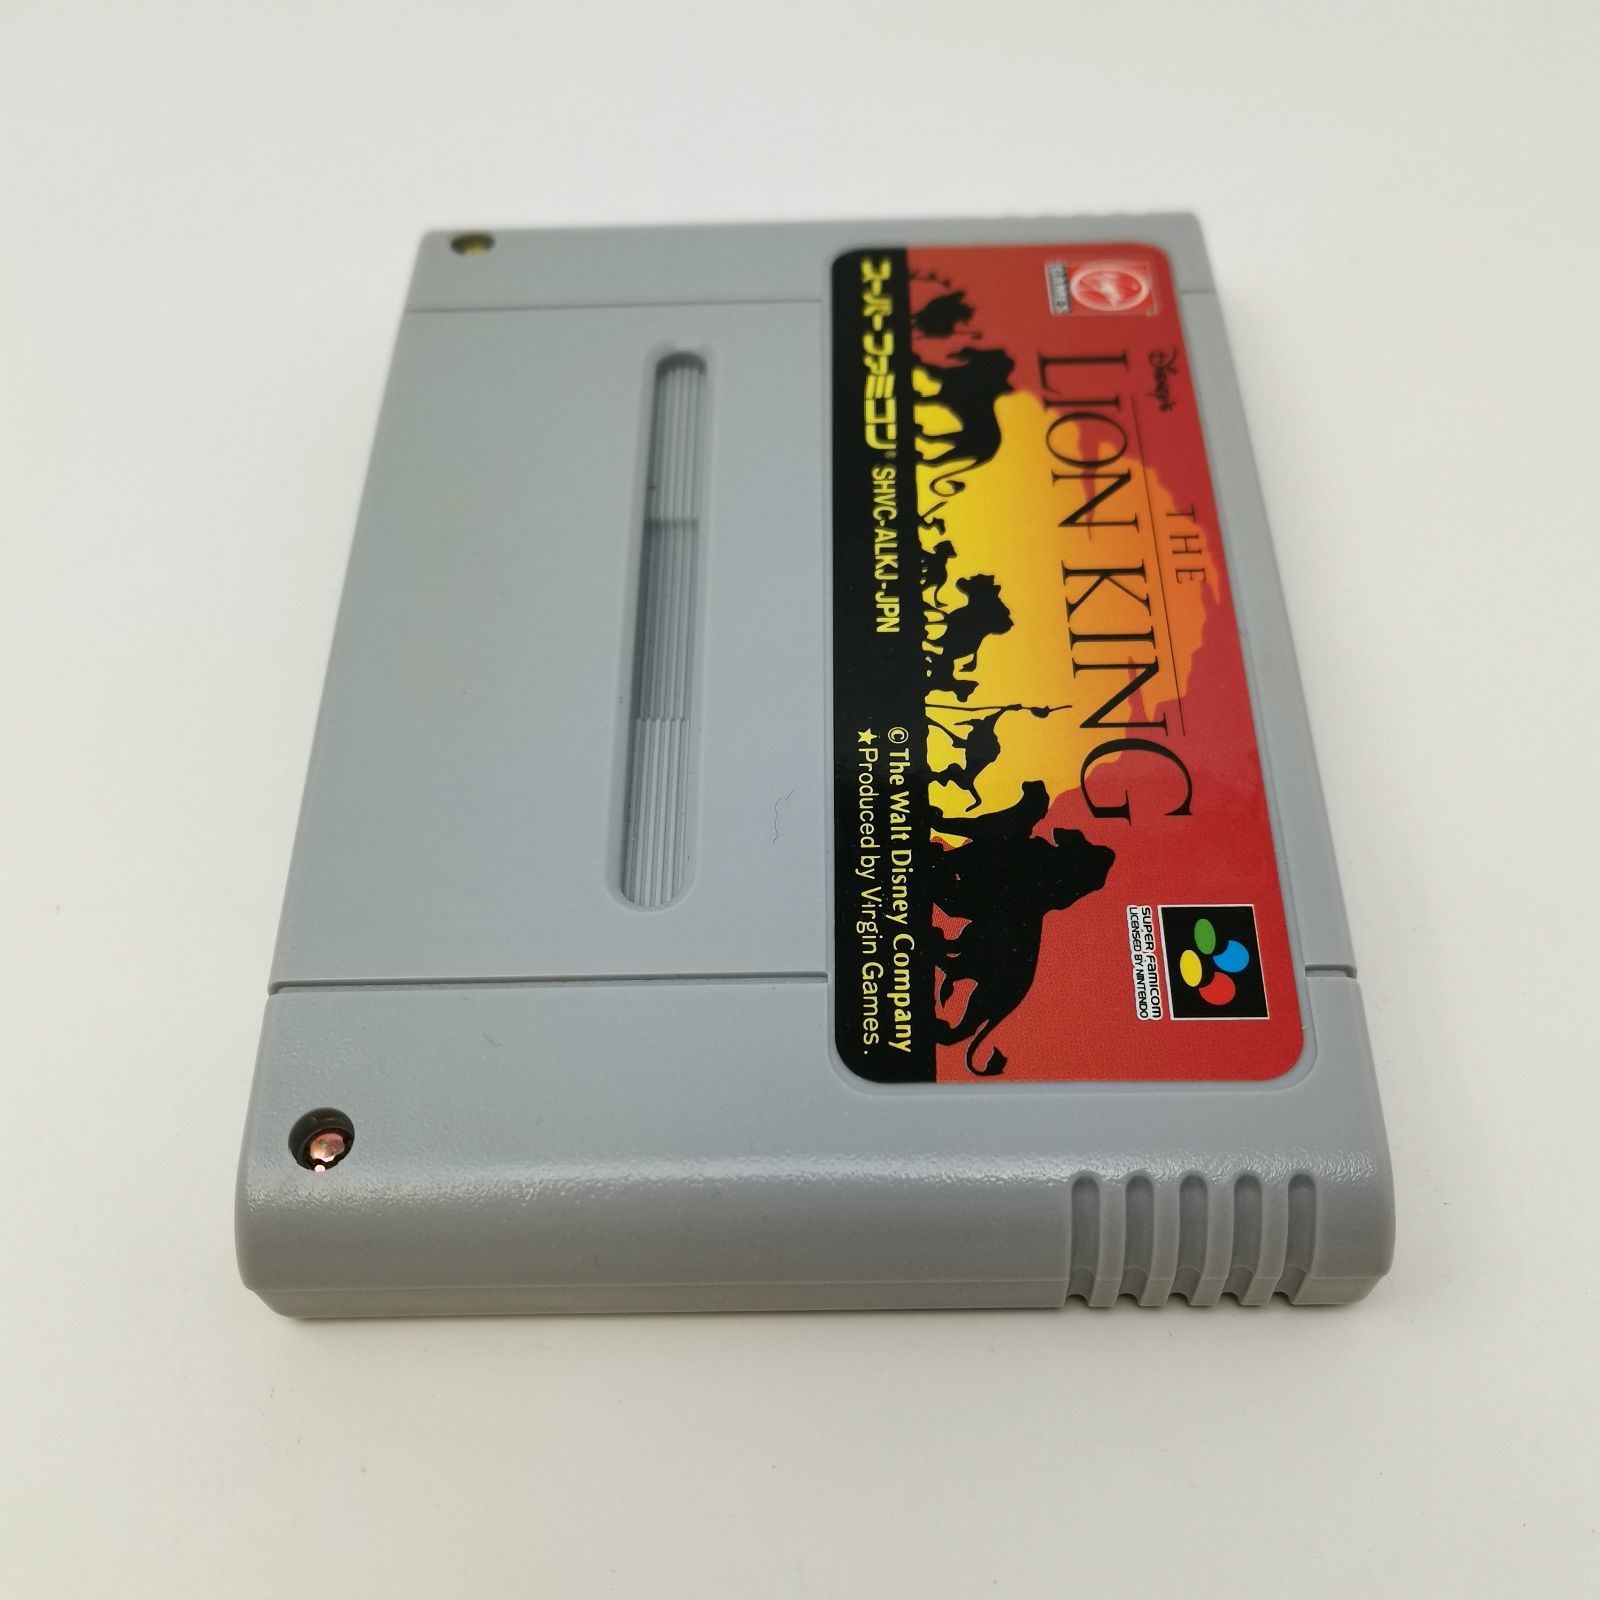 Virgin
GAMES
Disney's
THE
LION KING
SUPER FAMICOM
LICENSED BY NINTENDO
スーパーファミコン® SHVC-ALKJ-JPN
© The Walt Disney Company
★Produced by Virgin Games.